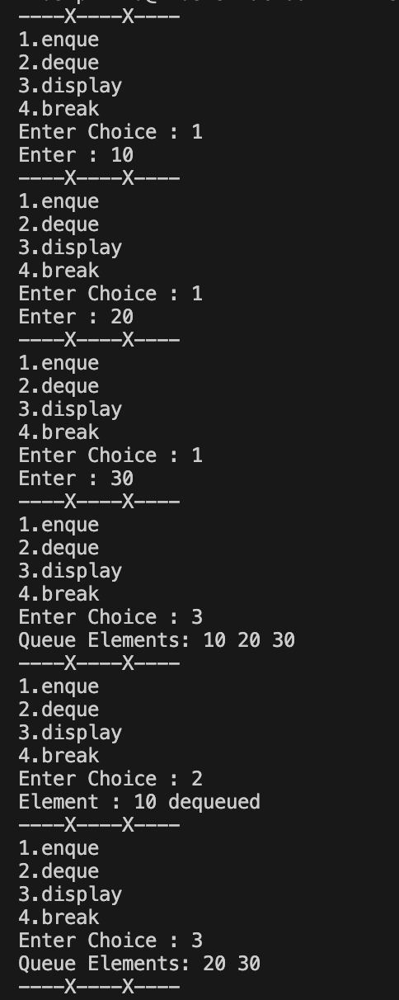 ----X----X----
1.enque
2.deque
3.display
4.break
Enter Choice : 1
Enter : 10
----X----X----
1.enque
2.deque
3.display
4.break
Enter Choice : 1
Enter : 20
----X----X----
1.enque
2.deque
3.display
4.break
Enter Choice : 1
Enter : 30
----X----X----
1.enque
2.deque
3.display
4.break
Enter Choice : 3
Queue Elements: 10 20 30
----X----X----
1.enque
2.deque
3.display
4.break
Enter Choice : 2
Element : 10 dequeued
----X----X----
1.enque
2.deque
3.display
4.break
Enter Choice : 3
Queue Elements: 20 30
----X----X----